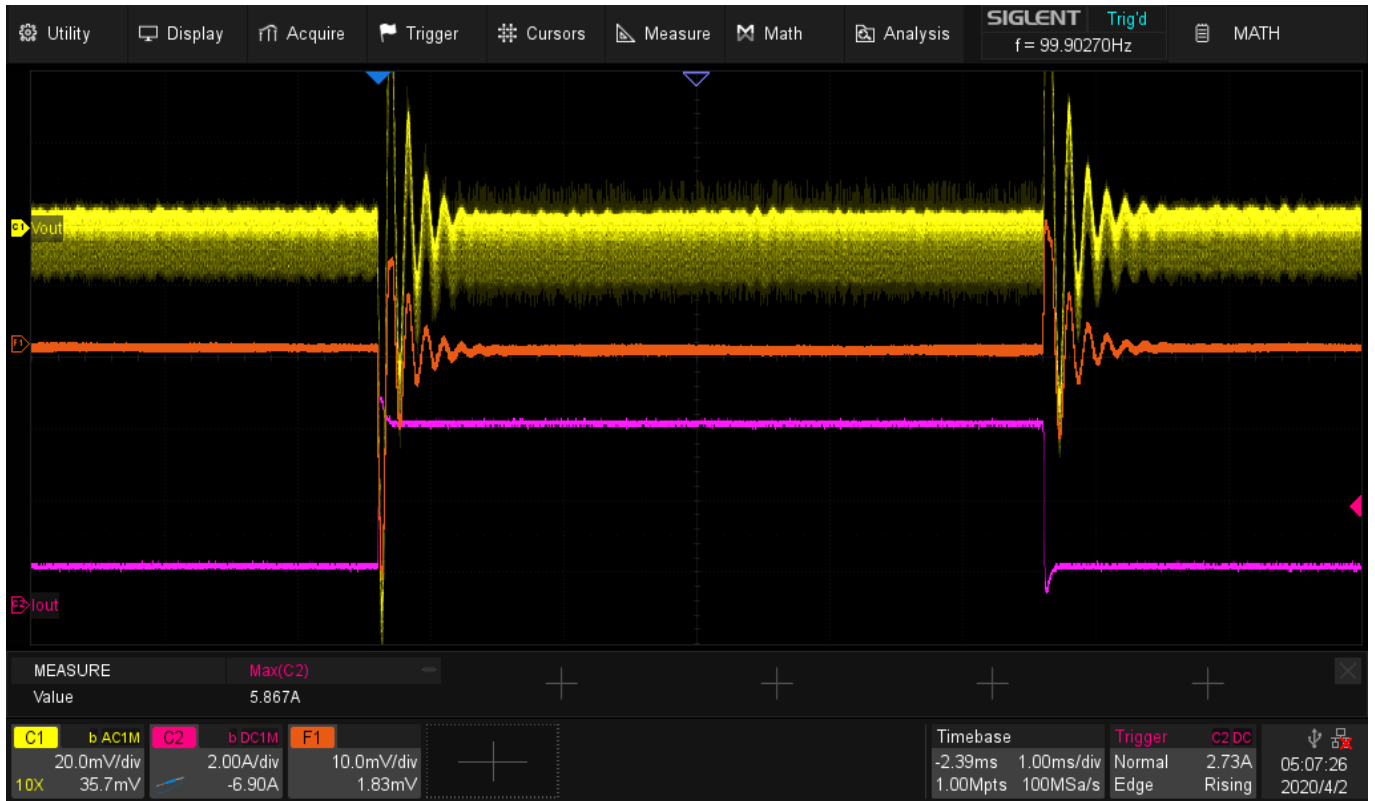 Utility Display Acquire Trigger Cursors Measure Math Analysis SIGLENT Trig'd MATH
f = 99.90270Hz
C1 Vout
F1
C2 Iout
MEASURE Max(C2)
Value 5.867A
C1 b AC1M C2 b DC1M F1 Timebase Trigger C2 DC
20.0mV/div 2.00A/div 10.0mV/div -2.39ms 1.00ms/div Normal 2.73A 05:07:26
10X 35.7mV -6.90A 1.83mV 1.00Mpts 100MSa/s Edge Rising 2020/4/2